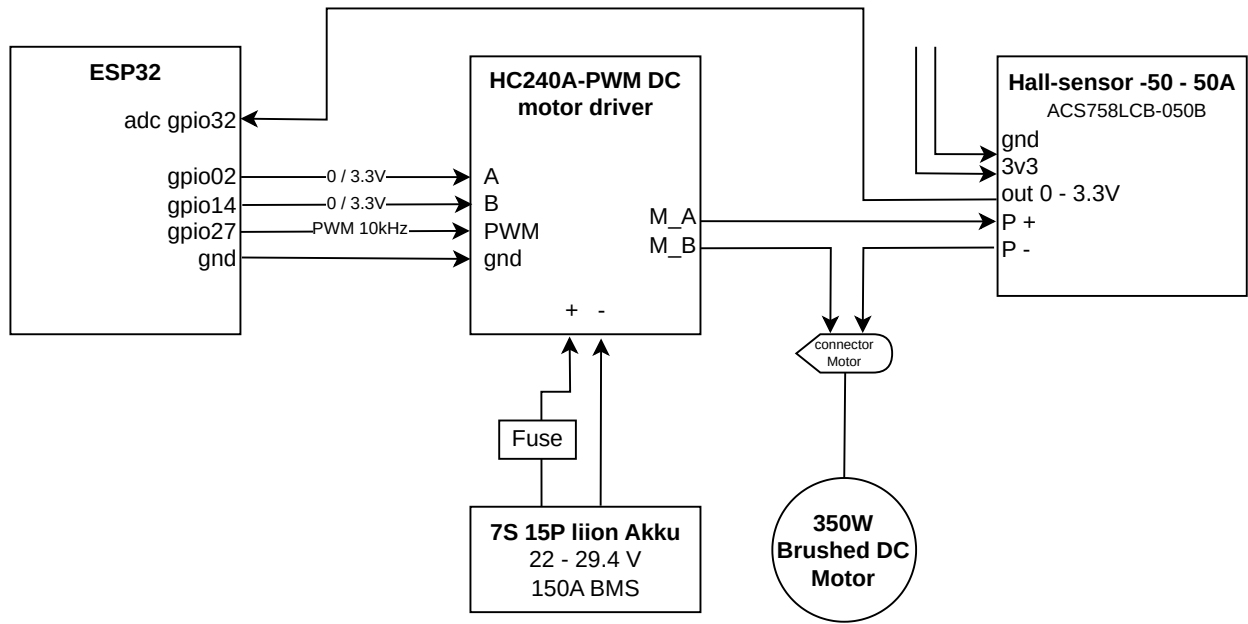 ESP32
adc gpio32
gpio02
gpio14
gpio27
gnd
0 / 3.3V
0 / 3.3V
PWM 10kHz
HC240A-PWM DC
motor driver
A
B
PWM
gnd
M_A
M_B
+ -
Hall-sensor -50 - 50A
ACS758LCB-050B
gnd
3v3
out 0 - 3.3V
P +
P -
connector
Motor
Fuse
7S 15P liion Akku
22 - 29.4 V
150A BMS
350W
Brushed DC
Motor